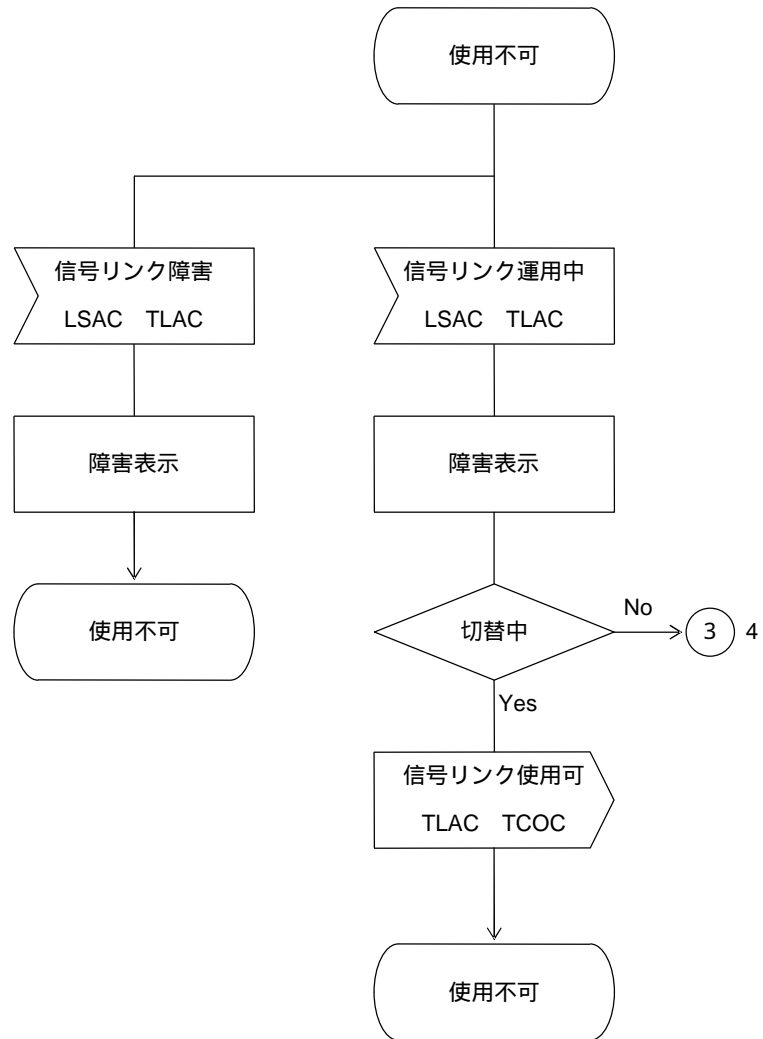 使用不可
信号リンク障害
LSAC TLAC
信号リンク運用中
LSAC TLAC
障害表示
障害表示
使用不可
切替中
No
3
4
Yes
信号リンク使用可
TLAC TCOC
使用不可